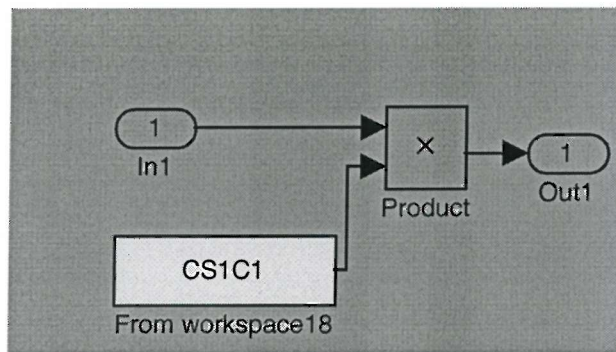 1
In1
×
Product
1
Out1
CS1C1
From workspace18